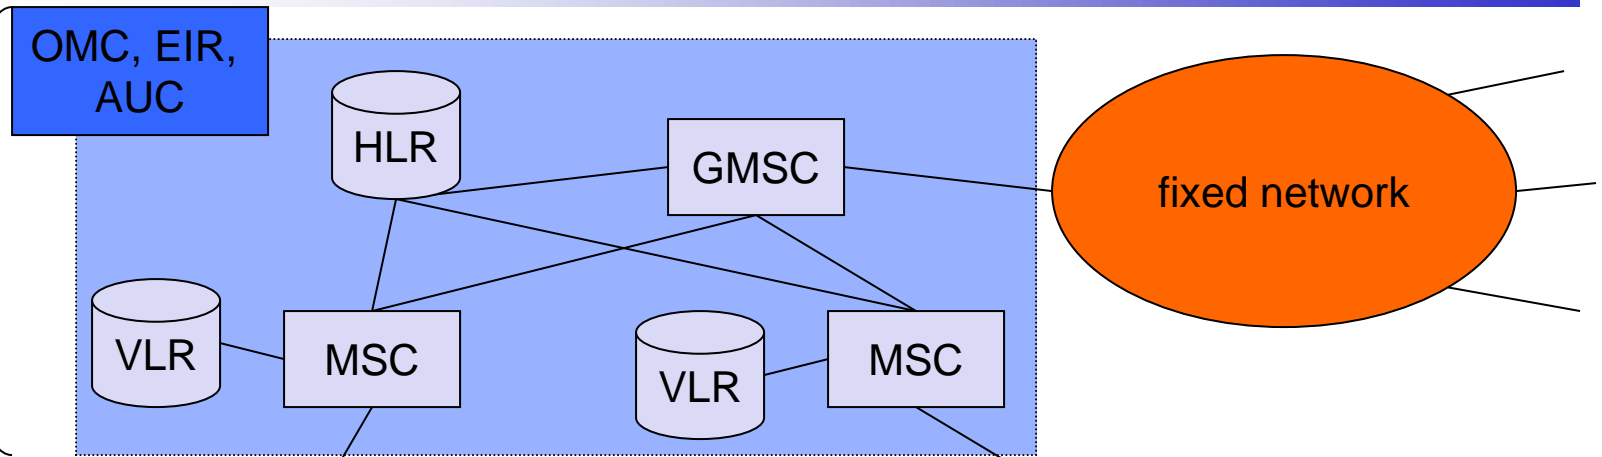 OMC, EIR,
AUC
HLR
GMSC
fixed network
VLR
MSC
VLR
MSC